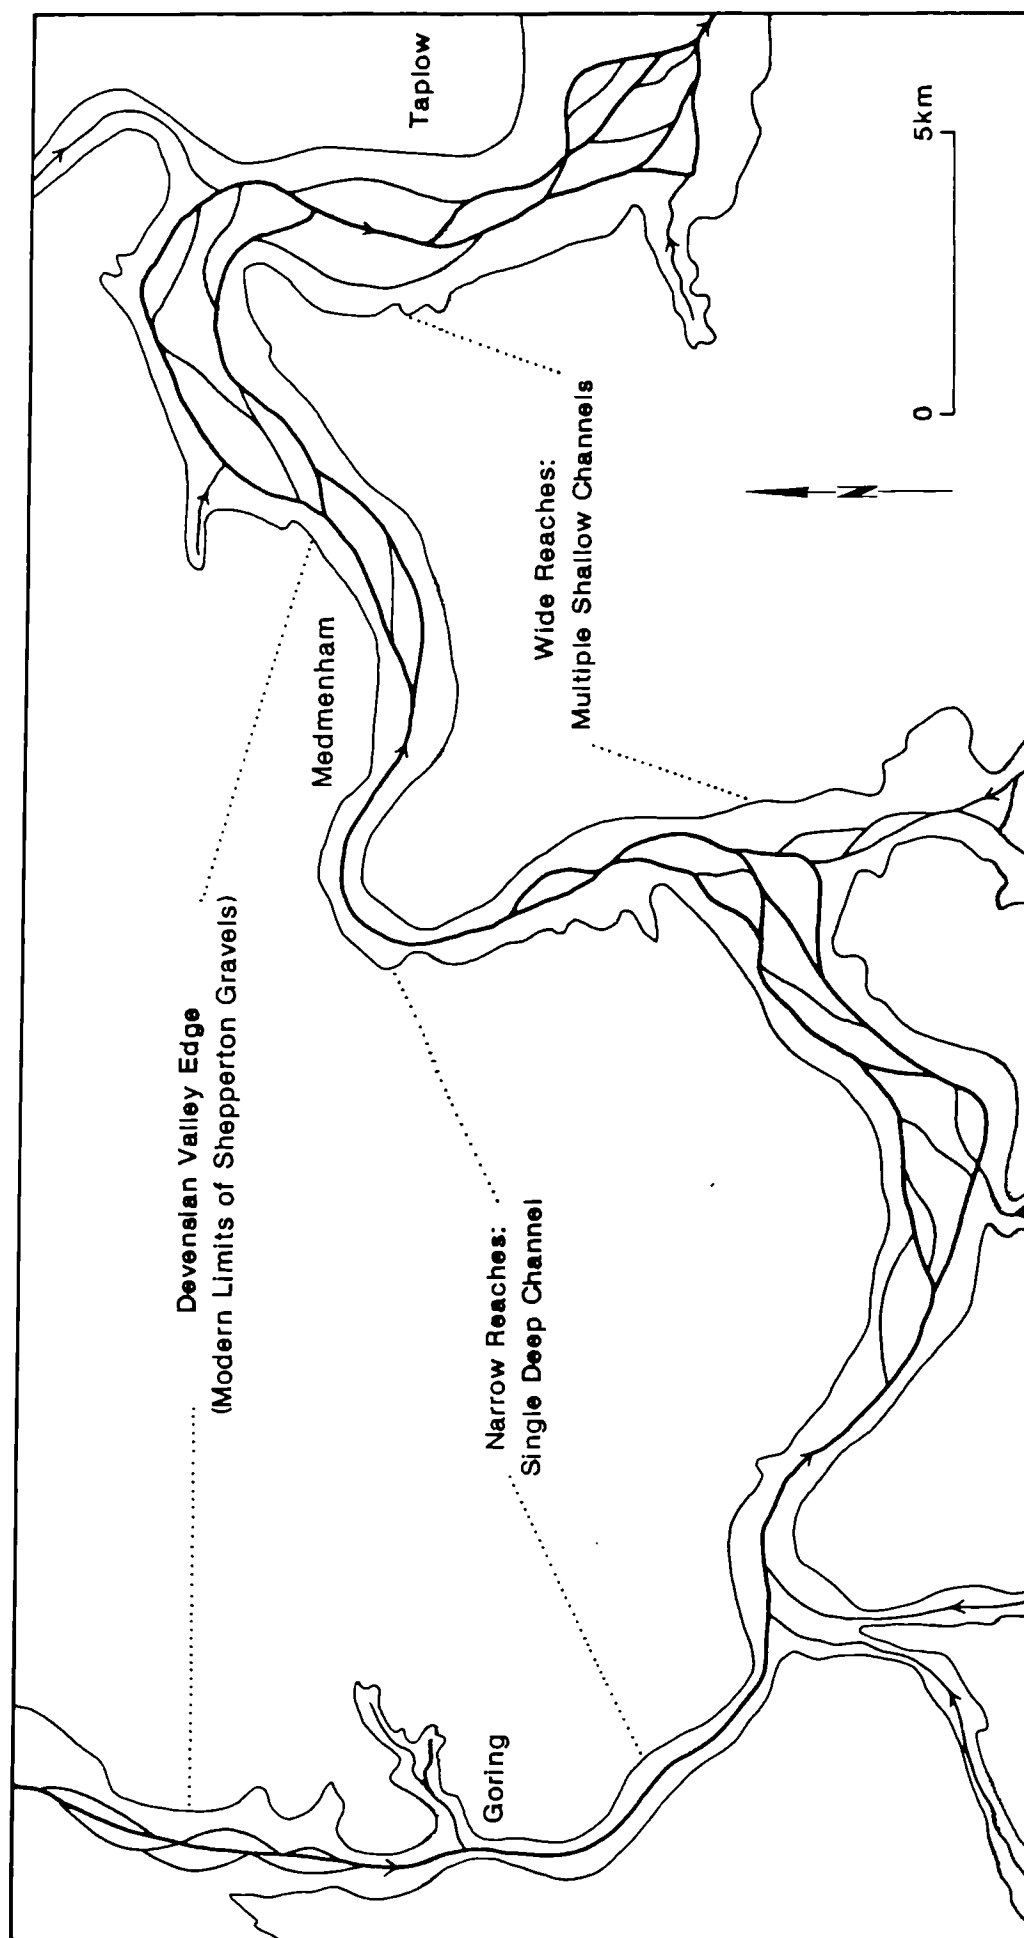 Devensian Valley Edge
(Modern Limits of Shepperton Gravels)
Goring
Narrow Reaches:
Single Deep Channel
Medmenham
Wide Reaches:
Multiple Shallow Channels
Taplow
N
0 5km